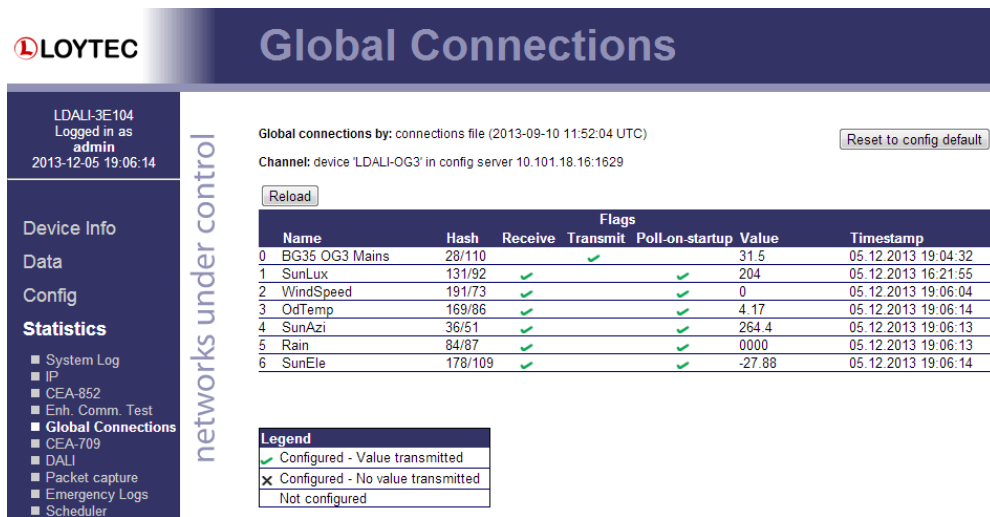 LOYTEC
Global Connections
LDALI-3E104
Logged in as
admin
2013-12-05 19:06:14
Device Info
Data
Config
Statistics
System Log
IP
CEA-852
Enh. Comm. Test
Global Connections
CEA-709
DALI
Packet capture
Emergency Logs
Scheduler
networks under control
Global connections by: connections file (2013-09-10 11:52:04 UTC)
Reset to config default
Channel: device 'LDALI-OG3' in config server 10.101.18.16:1629
Reload
Flags
Name Hash Receive Transmit Poll-on-startup Value Timestamp
0 BG35 OG3 Mains 28/110 31.5 05.12.2013 19:04:32
1 SunLux 131/92 204 05.12.2013 16:21:55
2 WindSpeed 191/73 0 05.12.2013 19:06:04
3 OdTemp 169/86 4.17 05.12.2013 19:06:14
4 SunAzi 36/51 264.4 05.12.2013 19:06:13
5 Rain 84/87 0000 05.12.2013 19:06:13
6 SunEle 178/109 -27.88 05.12.2013 19:06:14
Legend
Configured - Value transmitted
Configured - No value transmitted
Not configured